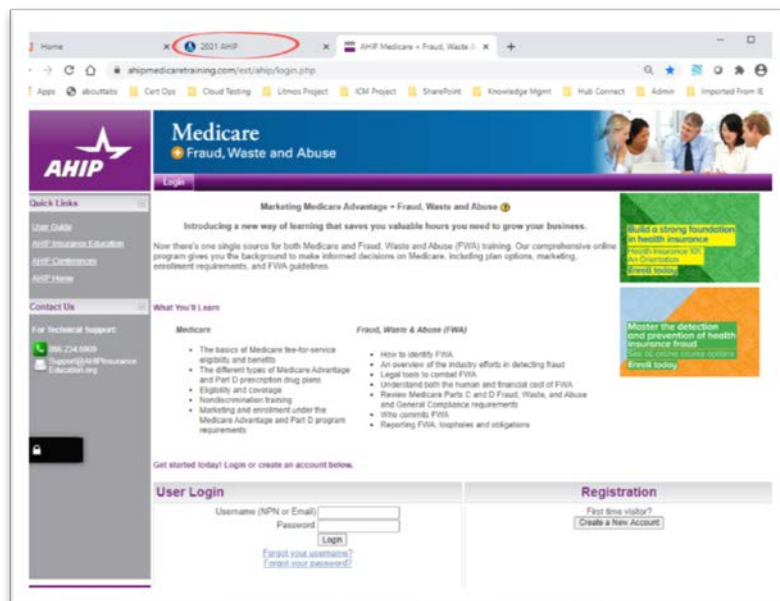 Home
2021 AHIP
AHIP Medicare + Fraud, Waste &
ahipmedicaretraining.com/ext/ahip/login.php
Apps
abouttabs
Cert Ops
Cloud Testing
Litmos Project
ICM Project
SharePoint
Knowledge Mgmt
Hub Connect
Admin
Imported From IE
AHIP
Medicare
Fraud, Waste and Abuse
Login
Quick Links
User Guide
AHIP Insurance Education
AHIP Conferences
AHIP Home
Contact Us
For Technical Support:
866.234.6909
Support@AHIPInsurance
Education.org
Marketing Medicare Advantage + Fraud, Waste and Abuse
Introducing a new way of learning that saves you valuable hours you need to grow your business.
Now there's one single source for both Medicare and Fraud, Waste and Abuse (FWA) training. Our comprehensive online
program gives you the background to make informed decisions on Medicare, including plan options, marketing,
enrollment requirements, and FWA guidelines.
What You'll Learn
Medicare
• The basics of Medicare fee-for-service
eligibility and benefits
• The different types of Medicare Advantage
and Part D prescription drug plans
• Eligibility and coverage
• Nondiscrimination training
• Marketing and enrollment under the
Medicare Advantage and Part D program
requirements
Fraud, Waste & Abuse (FWA)
• How to identify FWA
• An overview of the industry efforts in detecting fraud
• Legal tools to combat FWA
• Understand both the human and financial cost of FWA
• Review Medicare Parts C and D Fraud, Waste, and Abuse
and General Compliance requirements
• Who commits FWA
• Reporting FWA, loopholes and obligations
Build a strong foundation
in health insurance
Health Insurance 101:
An Orientation
Enroll today
Master the detection
and prevention of health
insurance fraud
See all online course options
Enroll today
Get started today! Login or create an account below.
User Login
Username (NPN or Email)
Password
Login
Forgot your username?
Forgot your password?
Registration
First time visitor?
Create a New Account